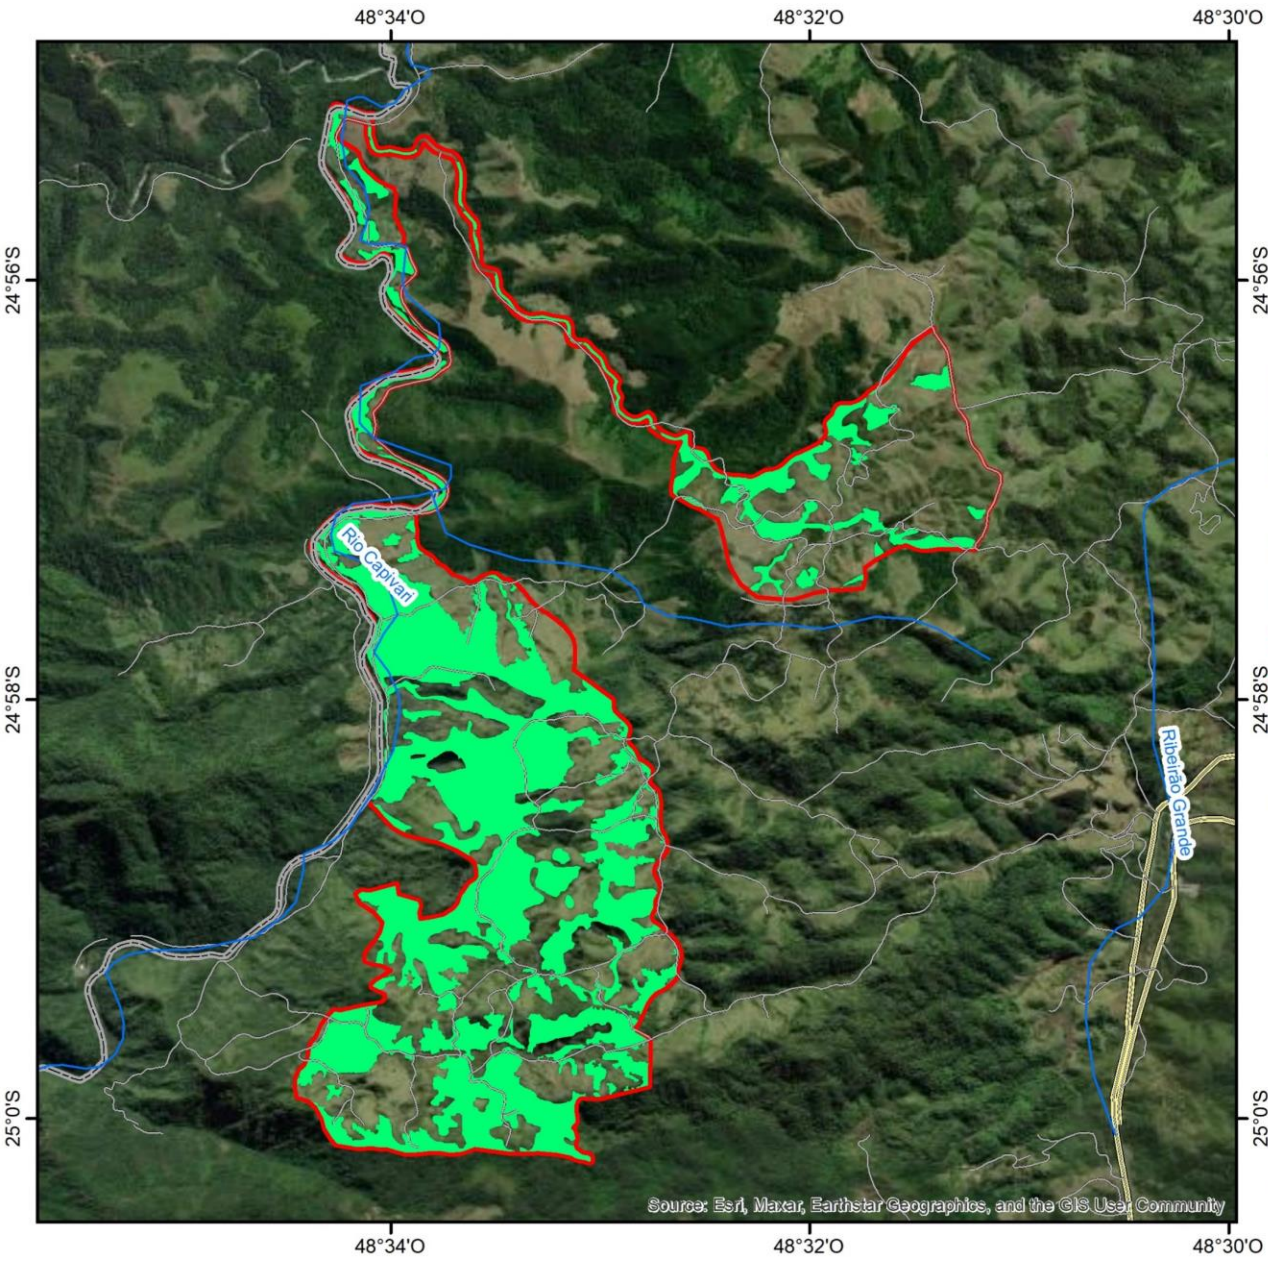 48°34'O
48°32'O
48°30'O
24°56'S
24°56'S
Rio Capivari
24°58'S
24°58'S
Ribeirão Grande
25°0'S
25°0'S
Source: Esri, Maxar, Earthstar Geographics, and the GIS User Community
48°34'O
48°32'O
48°30'O